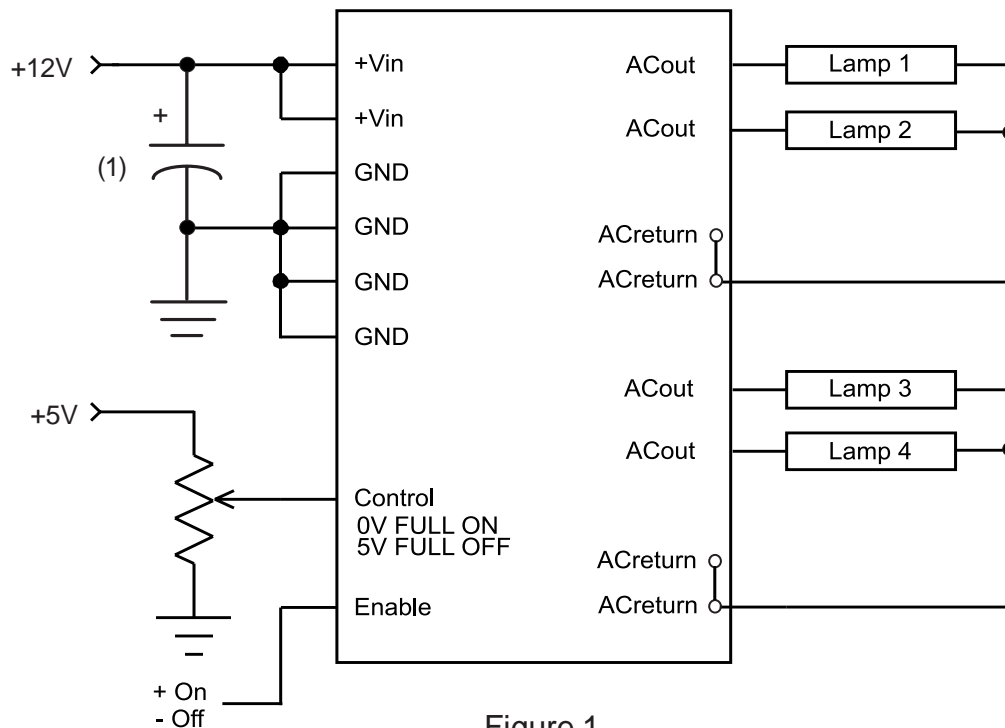 +12V
+
(1)
+Vin
+Vin
GND
GND
GND
GND
+5V
Control
0V FULL ON
5V FULL OFF
Enable
+ On
- Off
ACout
Lamp 1
ACout
Lamp 2
ACreturn
ACreturn
ACout
Lamp 3
ACout
Lamp 4
ACreturn
ACreturn
Figure 1